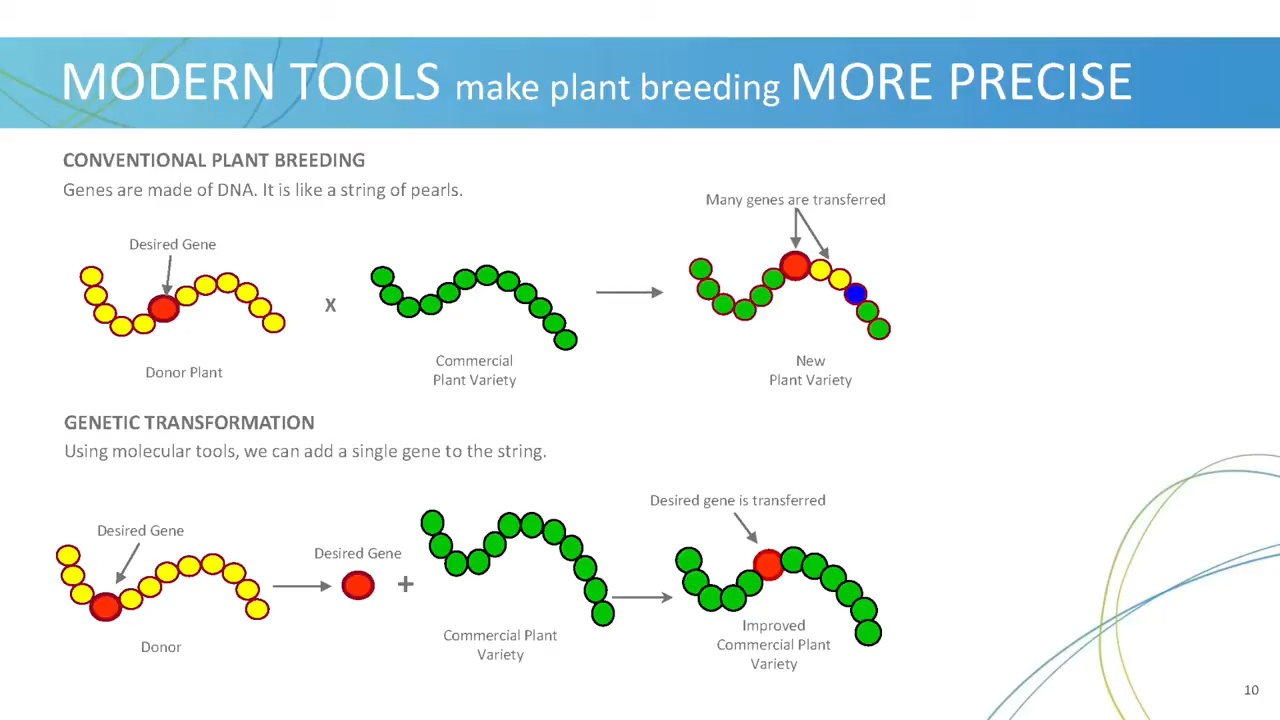 MODERN TOOLS make plant breeding MORE PRECISE
CONVENTIONAL PLANT BREEDING
Genes are made of DNA. It is like a string of pearls.
Many genes are transferred
Desired Gene
X
Donor Plant
Commercial
Plant Variety
New
Plant Variety
GENETIC TRANSFORMATION
Using molecular tools, we can add a single gene to the string.
Desired gene is transferred
Desired Gene
Desired Gene
+
Donor
Commercial Plant
Variety
Improved
Commercial Plant
Variety
10